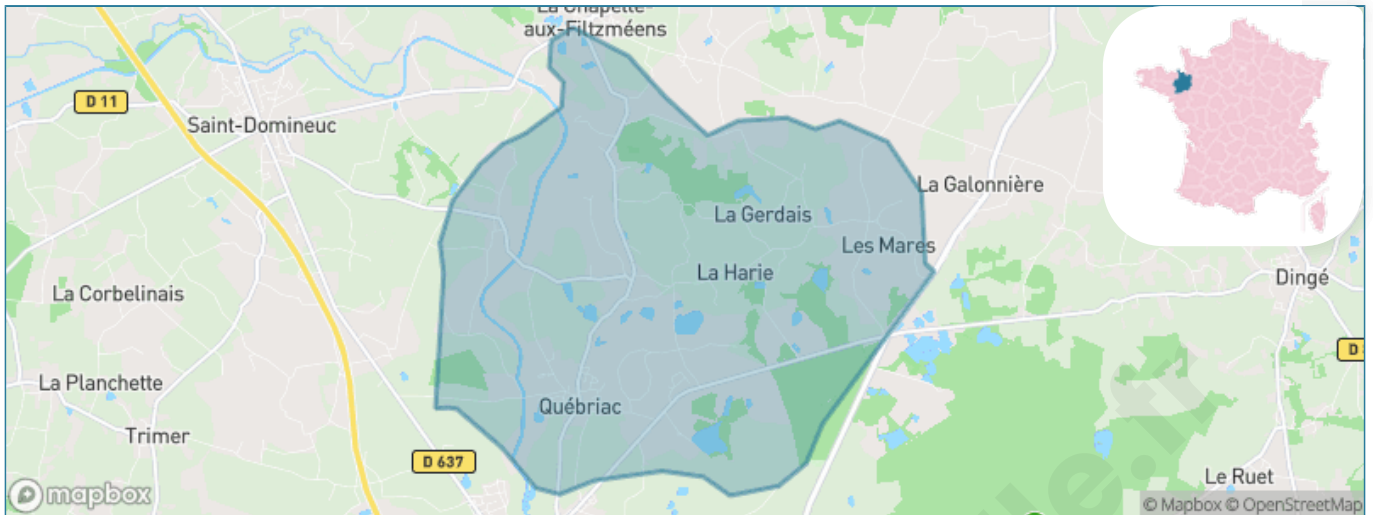 La Chapelle-
aux-Filtzméens
D 11
Saint-Domineuc
La Galonnière
La Gerdais
Les Mares
La Harie
Dingé
La Corbelinais
La Planchette
Québriac
Trimer
D 637
Le Ruet
mapbox
© Mapbox © OpenStreetMap